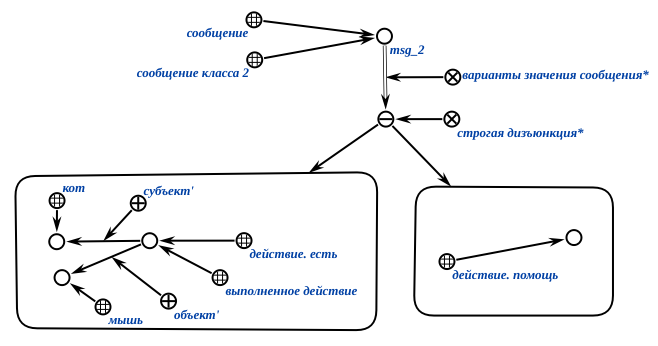 сообщение
msg_2
сообщение класса 2
варианты значения сообщения*
строгая дизъюнкция*
кот
субъект'
действие. есть
действие. помощь
выполненное действие
объект'
мышь